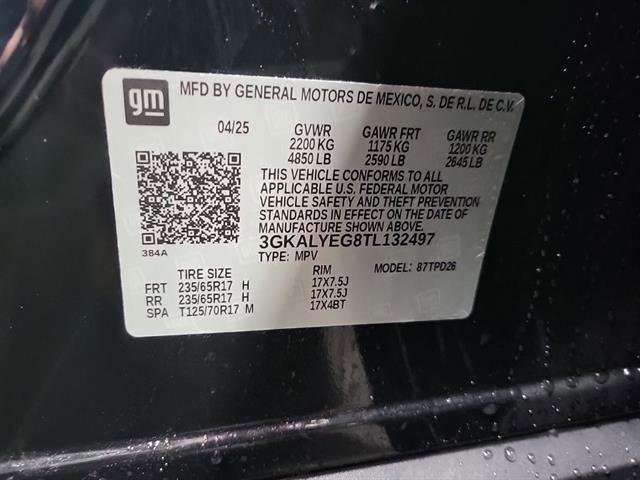 gm
MFD BY GENERAL MOTORS DE MEXICO, S. DE R.L. DE C.V.
04/25 GVWR GAWR FRT GAWR RR
2200 KG 1175 KG 1200 KG
4850 LB 2590 LB 2645 LB
THIS VEHICLE CONFORMS TO ALL
APPLICABLE U.S. FEDERAL MOTOR
VEHICLE SAFETY AND THEFT PREVENTION
STANDARDS IN EFFECT ON THE DATE OF
MANUFACTURE SHOWN ABOVE.
3GKALYEG8TL132497
384A
TYPE: MPV MODEL: 87TPD26
TIRE SIZE RIM
FRT 235/65R17 H 17X7.5J
RR 235/65R17 H 17X7.5J
SPA T125/70R17 M 17X4BT